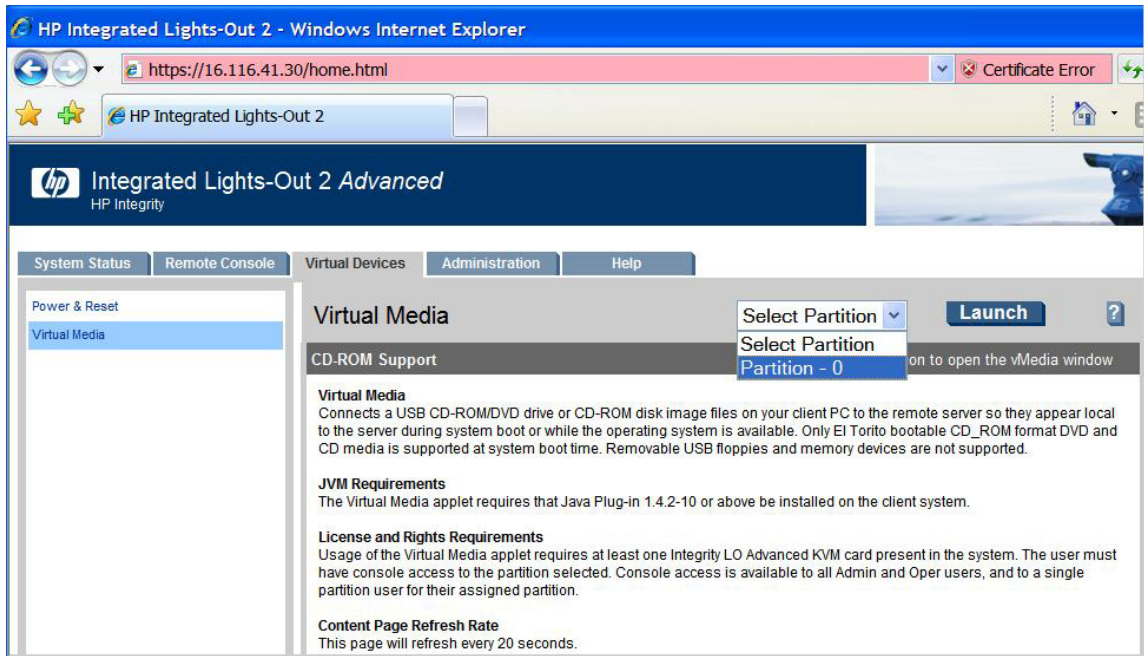 HP Integrated Lights-Out 2 - Windows Internet Explorer
https://16.116.41.30/home.html
Certificate Error
HP Integrated Lights-Out 2
hp
Integrated Lights-Out 2 Advanced
HP Integrity
System Status
Remote Console
Virtual Devices
Administration
Help
Power & Reset
Virtual Media
Virtual Media
Select Partition
Launch
?
Select Partition
Partition - 0
CD-ROM Support
on to open the vMedia window
Virtual Media
Connects a USB CD-ROM/DVD drive or CD-ROM disk image files on your client PC to the remote server so they appear local
to the server during system boot or while the operating system is available. Only El Torito bootable CD_ROM format DVD and
CD media is supported at system boot time. Removable USB floppies and memory devices are not supported.
JVM Requirements
The Virtual Media applet requires that Java Plug-in 1.4.2-10 or above be installed on the client system.
License and Rights Requirements
Usage of the Virtual Media applet requires at least one Integrity LO Advanced KVM card present in the system. The user must
have console access to the partition selected. Console access is available to all Admin and Oper users, and to a single
partition user for their assigned partition.
Content Page Refresh Rate
This page will refresh every 20 seconds.